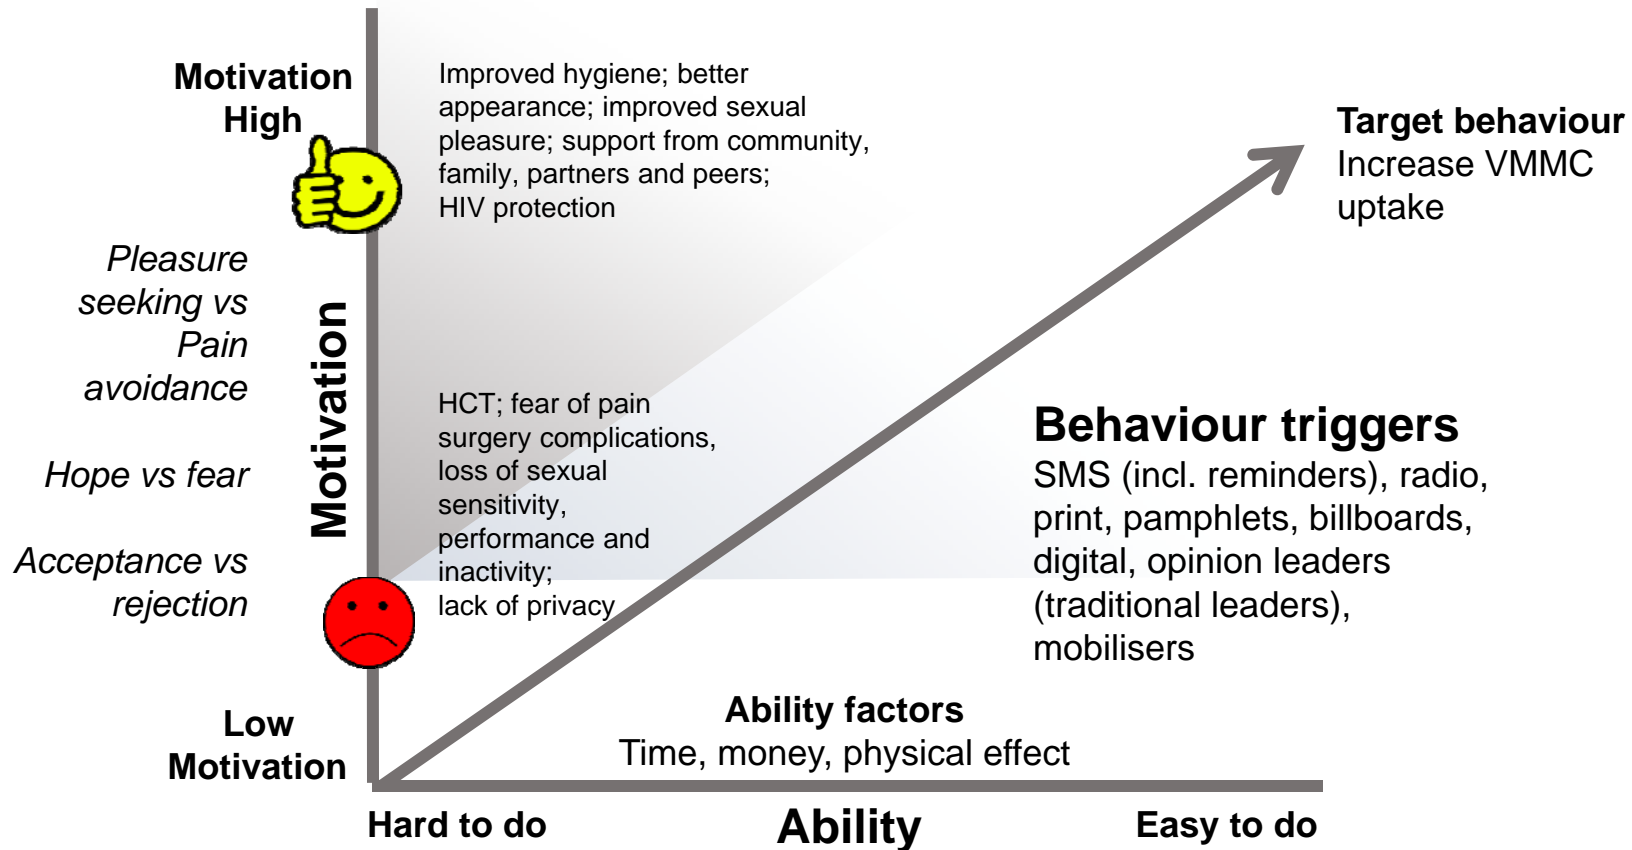 Motivation
High
Improved hygiene; better
appearance; improved sexual
pleasure; support from community,
family, partners and peers;
HIV protection
Target behaviour
Increase VMMC
uptake
Pleasure
seeking vs
Pain
avoidance
Hope vs fear
Acceptance vs
rejection
Motivation
HCT; fear of pain
surgery complications,
loss of sexual
sensitivity,
performance and
inactivity;
lack of privacy
Behaviour triggers
SMS (incl. reminders), radio,
print, pamphlets, billboards,
digital, opinion leaders
(traditional leaders),
mobilisers
Low
Motivation
Ability factors
Time, money, physical effect
Hard to do
Ability
Easy to do